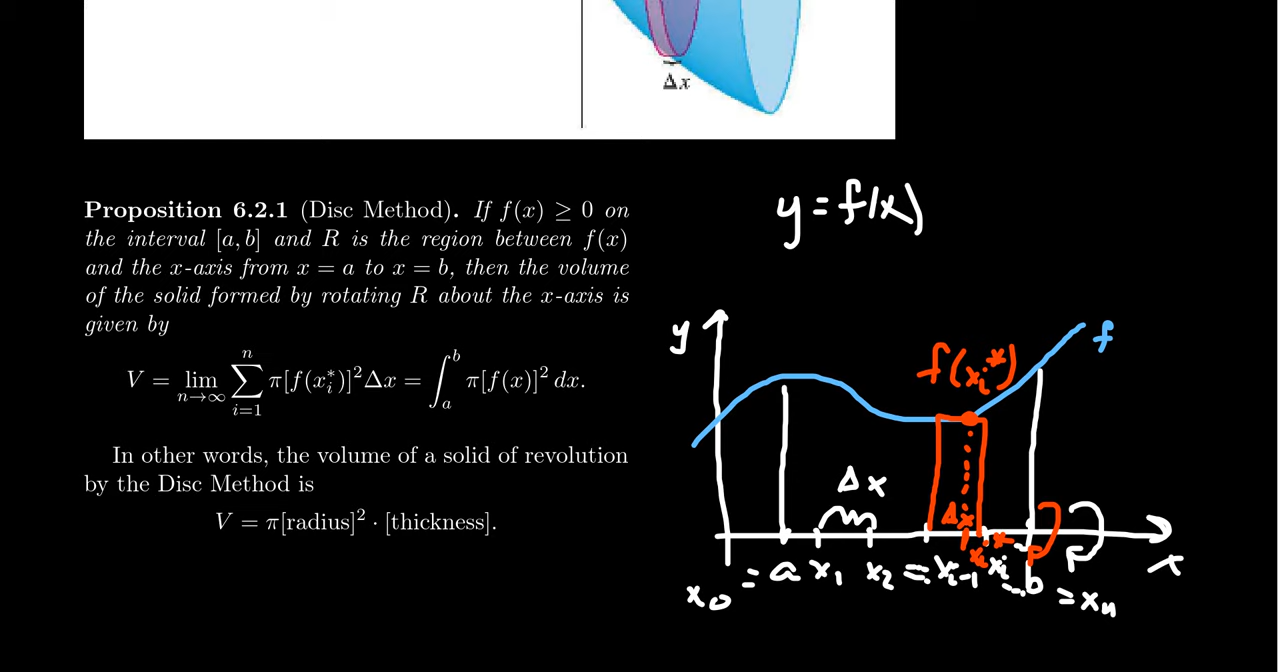 Δx
Proposition 6.2.1 (Disc Method). If f(x) ≥ 0 on
the interval [a, b] and R is the region between f(x)
and the x-axis from x = a to x = b, then the volume
of the solid formed by rotating R about the x-axis is
given by
V = lim_{n→∞} ∑_{i=1}^{n} π[f(x_i^*)]² Δx = ∫_a^b π[f(x)]² dx.
In other words, the volume of a solid of revolution
by the Disc Method is
V = π[radius]² · [thickness].
y = f(x)
y
f
f(x_i^*)
Δx
Δx
x_i^*
x_0 = a x_1 x_2 ... x_{i-1} x_i ... b = x_n
x